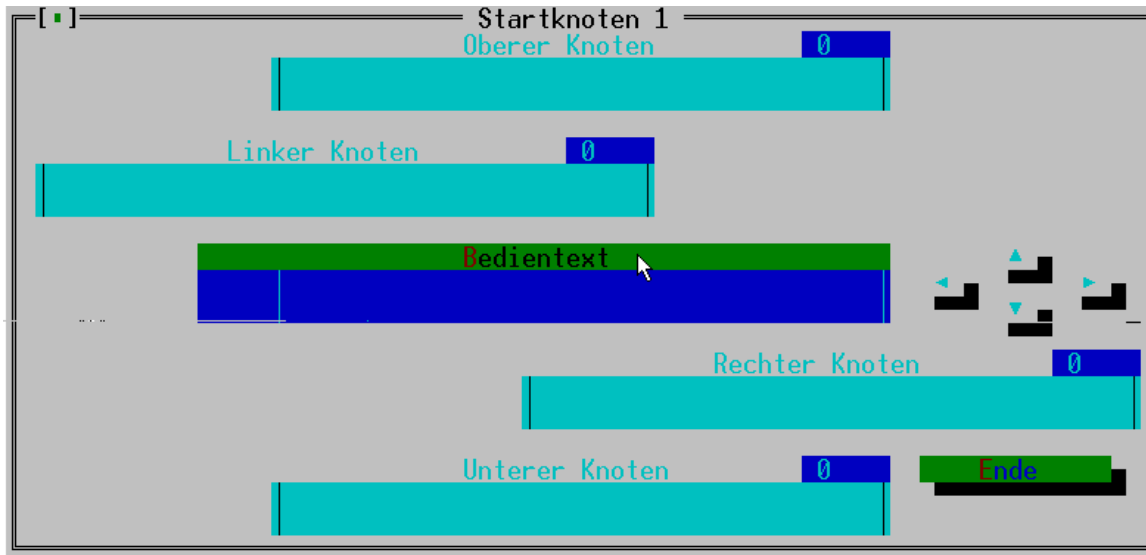 [▪] Startknoten 1
Oberer Knoten 0
Linker Knoten 0
Bedientext
Rechter Knoten 0
Unterer Knoten 0
Ende